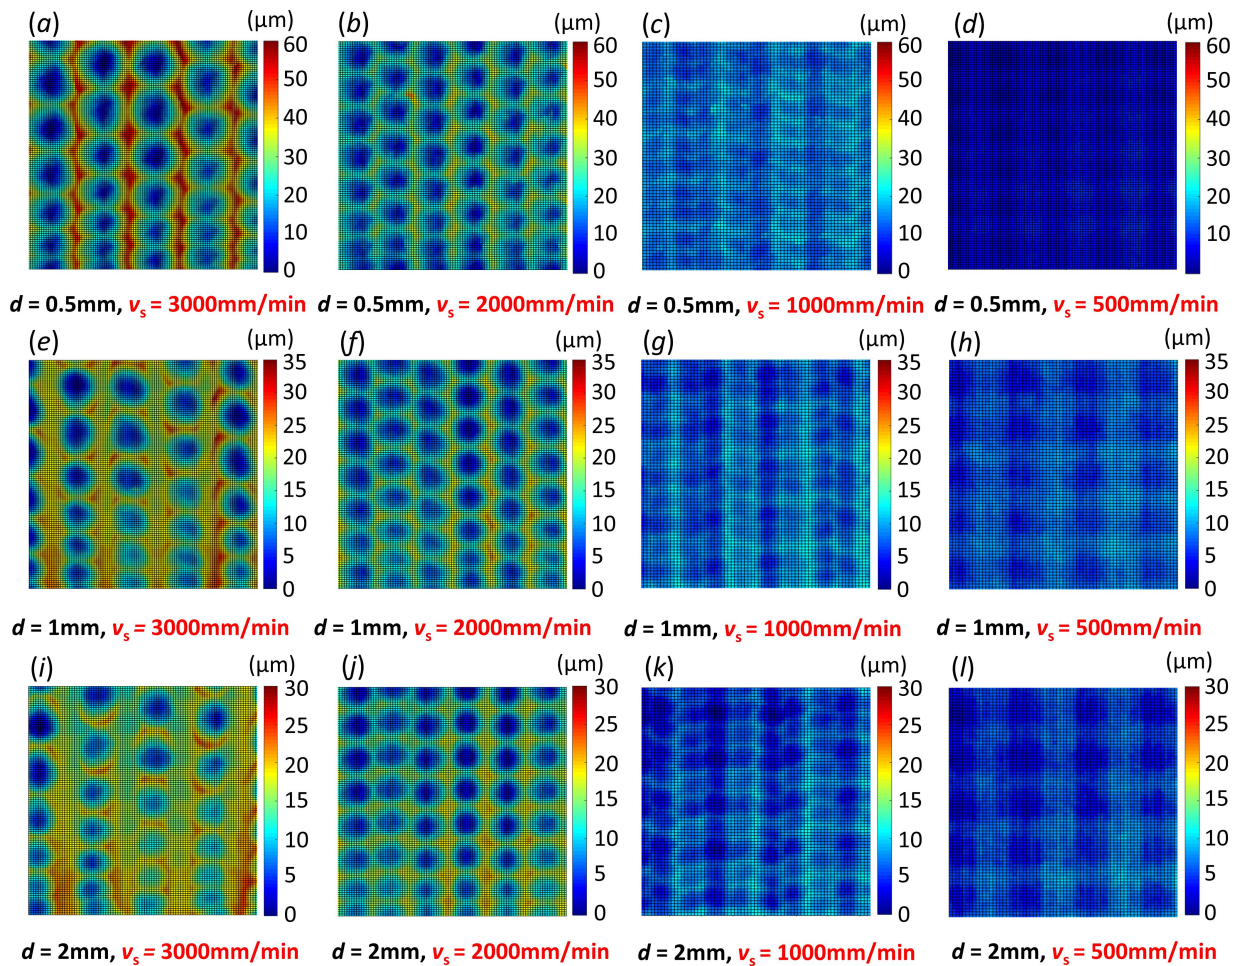 (a) (μm) (b) (μm) (c) (μm) (d) (μm)
60 60 60 60
50 50 50 50
40 40 40 40
30 30 30 30
20 20 20 20
10 10 10 10
0 0 0
d = 0.5mm, vs = 3000mm/min d = 0.5mm, vs = 2000mm/min d = 0.5mm, vs = 1000mm/min d = 0.5mm, vs = 500mm/min
(e) (μm) (f) (μm) (g) (μm) (h) (μm)
35 35 35 35
30 30 30 30
25 25 25 25
20 20 20 20
15 15 15 15
10 10 10 10
5 5 5 5
0 0 0 0
d = 1mm, vs = 3000mm/min d = 1mm, vs = 2000mm/min d = 1mm, vs = 1000mm/min d = 1mm, vs = 500mm/min
(i) (μm) (j) (μm) (k) (μm) (l) (μm)
30 30 30 30
25 25 25 25
20 20 20 20
15 15 15 15
10 10 10 10
5 5 5 5
0 0 0 0
d = 2mm, vs = 3000mm/min d = 2mm, vs = 2000mm/min d = 2mm, vs = 1000mm/min d = 2mm, vs = 500mm/min